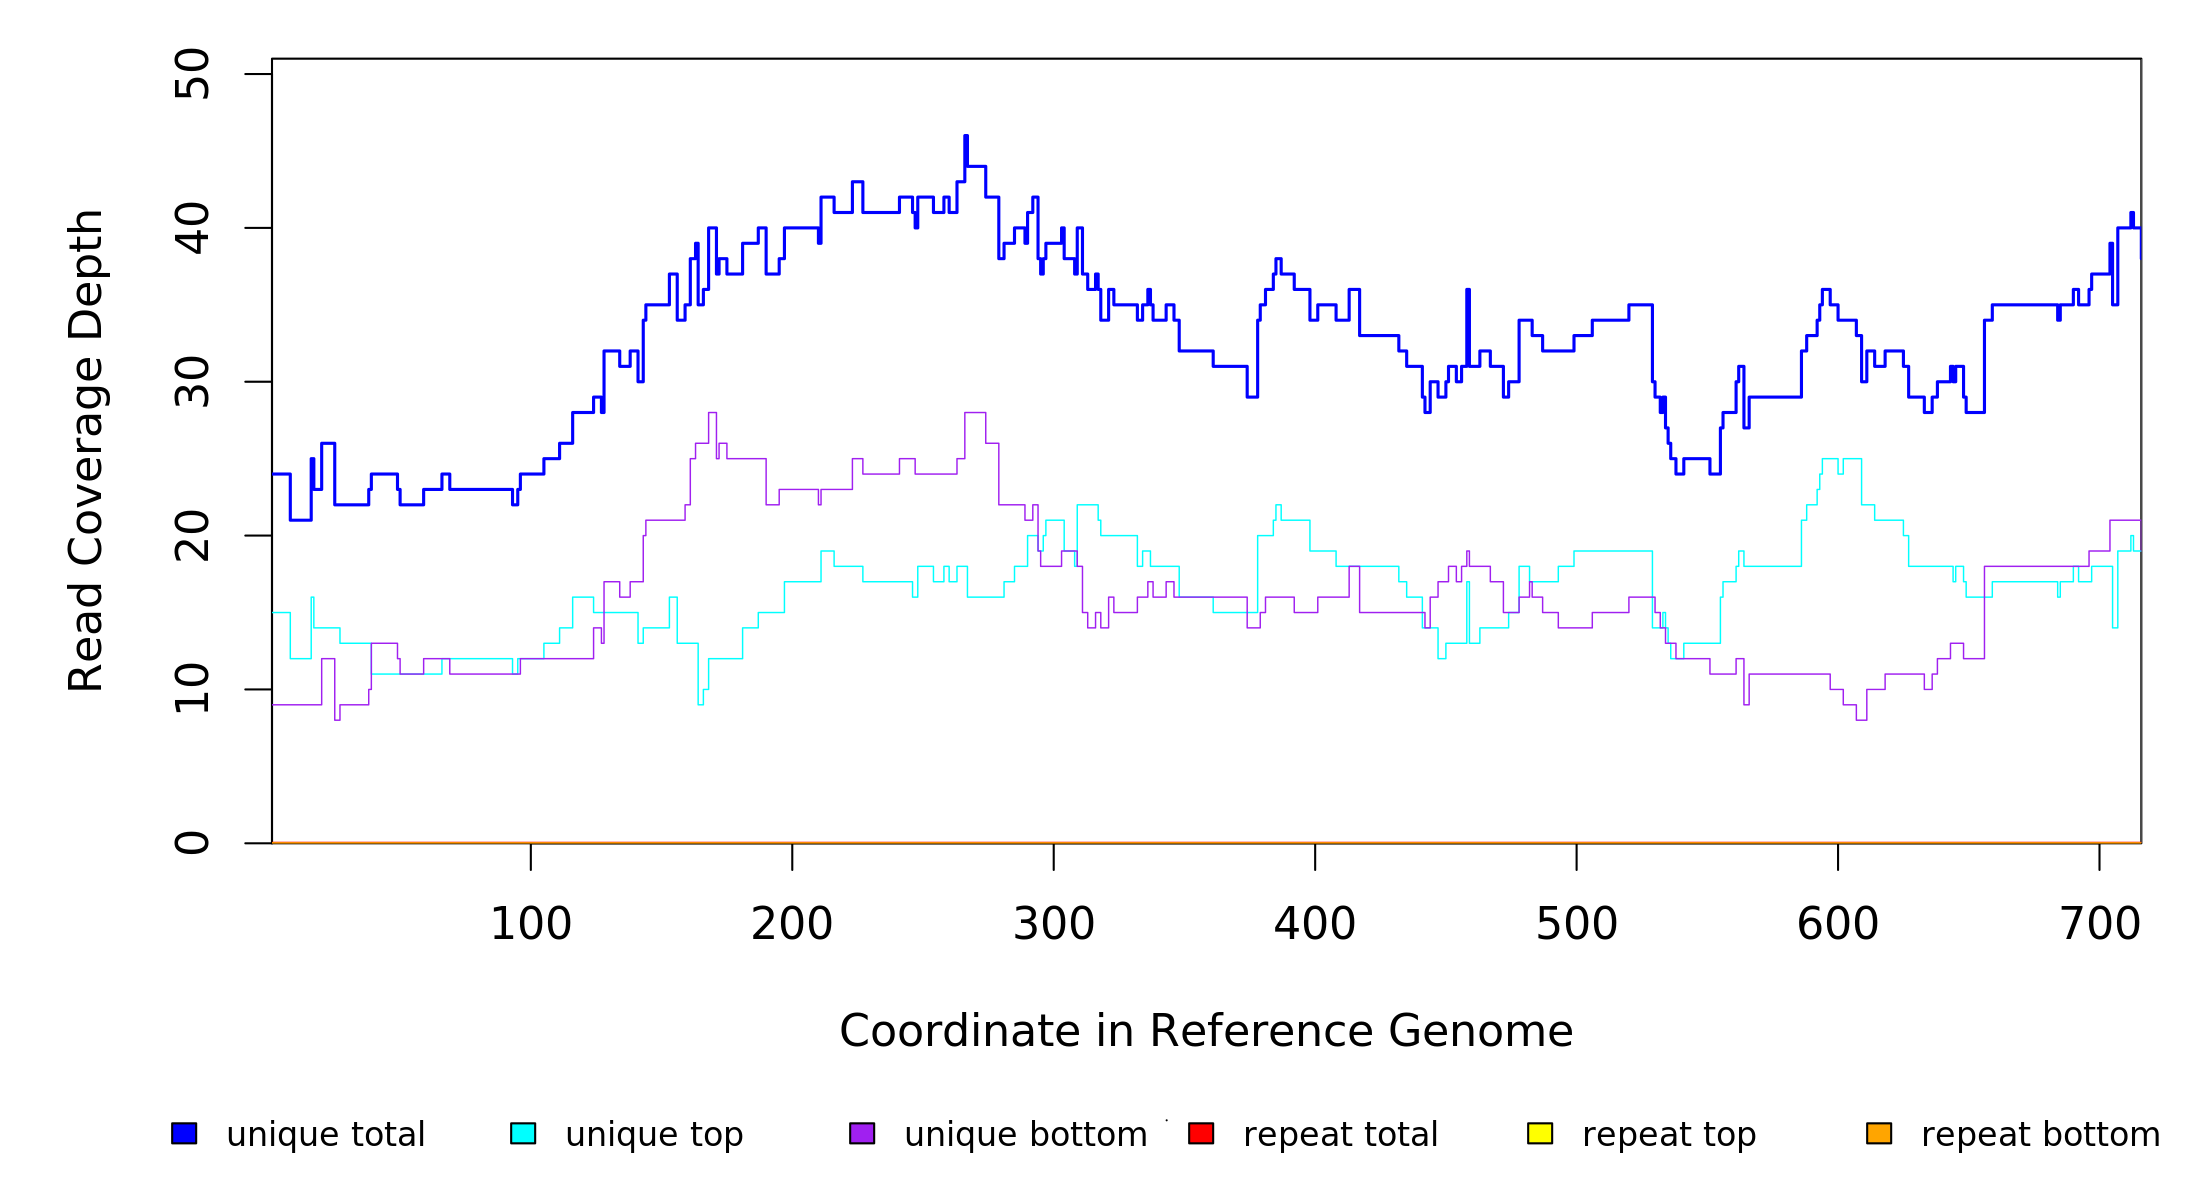 Read Coverage Depth
50
40
30
20
10
0
100 200 300 400 500 600 700
Coordinate in Reference Genome
unique total unique top unique bottom repeat total repeat top repeat bottom